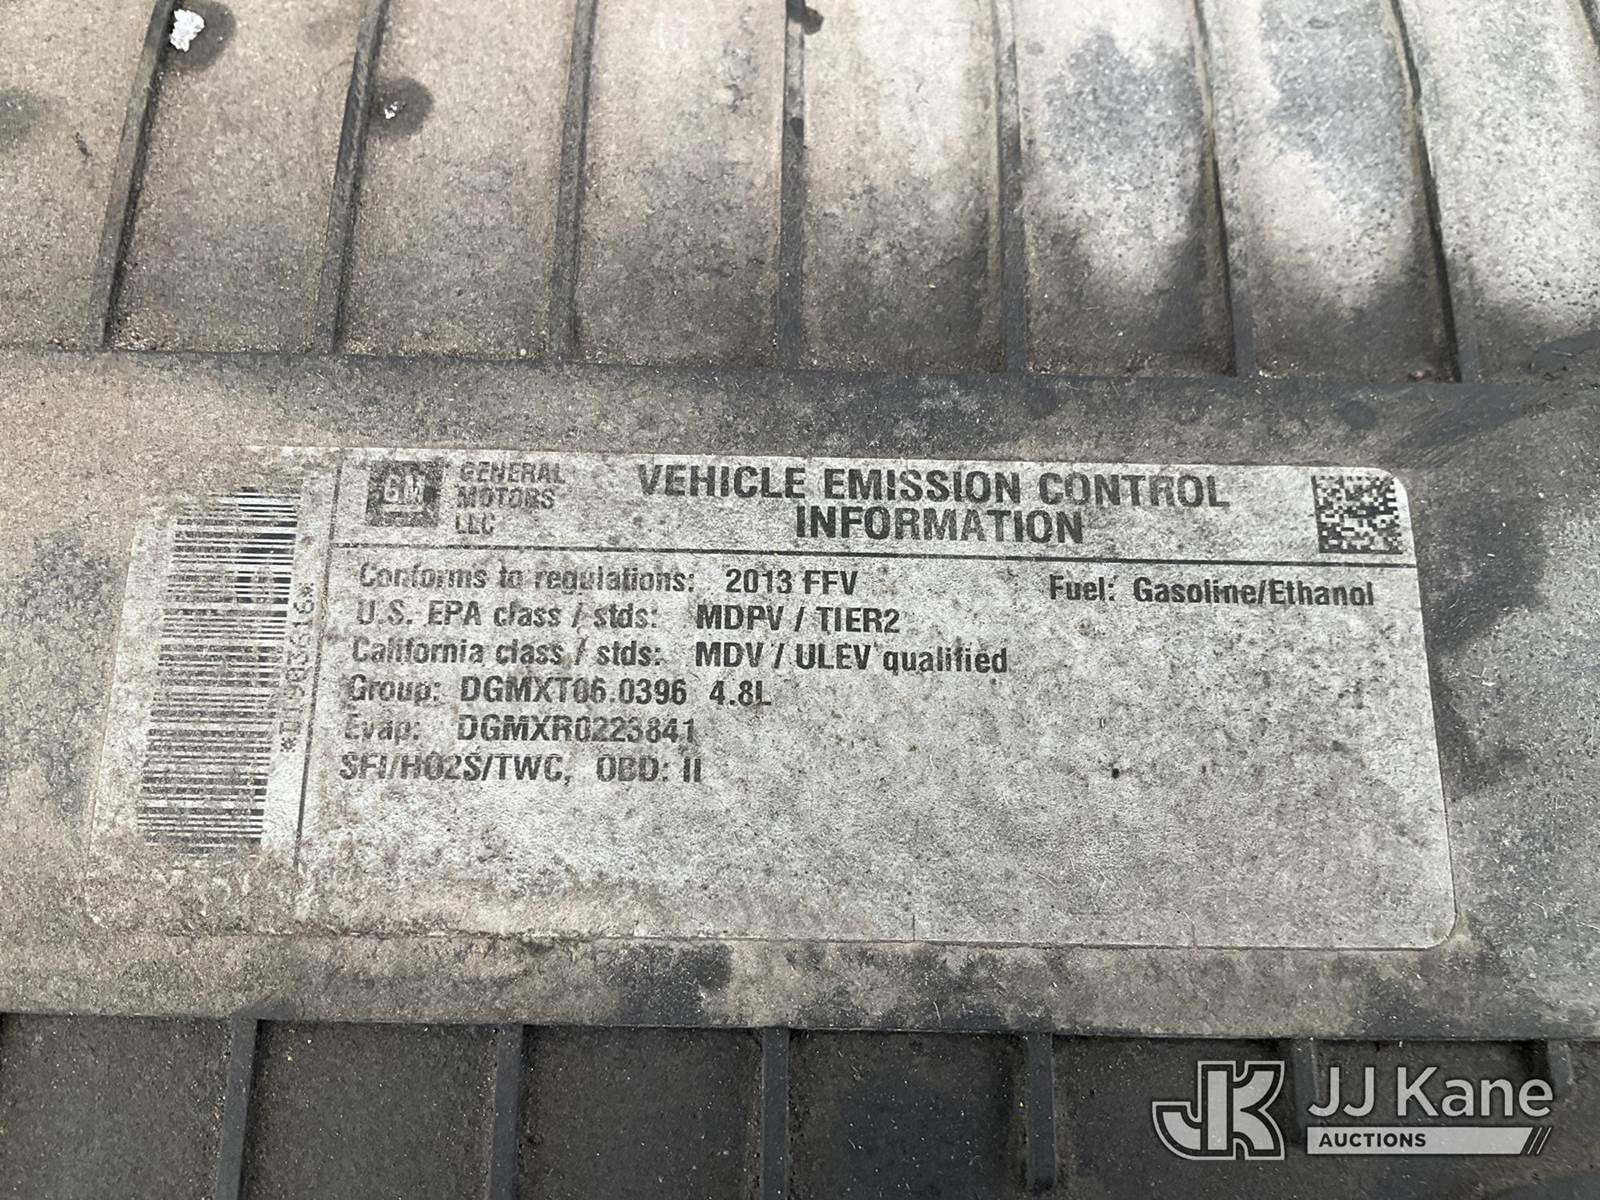 GM
GENERAL
MOTORS
LLC
VEHICLE EMISSION CONTROL
INFORMATION
Conforms to regulations: 2013 FFV
Fuel: Gasoline/Ethanol
U.S. EPA class / stds: MDPV / TIER2
California class / stds: MDV / ULEV qualified
Group: DGMXT06.0396 4.8L
Evap: DGMXR0223841
SFI/HO2S/TWC, OBD: II
JK JJ Kane
AUCTIONS